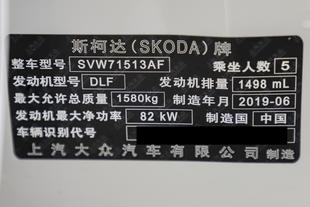 斯柯达(SKODA)牌
整车型号 SVW71513AF 乘坐人数 5
发动机型号 DLF 发动机排量 1498 mL
最大允许总质量 1580kg 制造年月 2019-06
发动机最大净功率 82 kW 制造国 中国
车辆识别代号
上汽大众汽车有限公司 制造